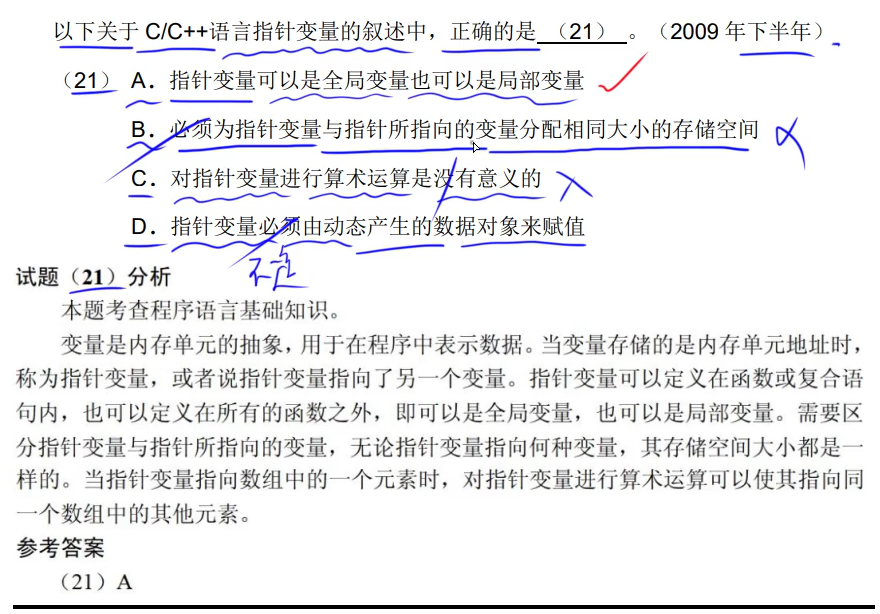 以下关于 C/C++语言指针变量的叙述中，正确的是 （21） 。（2009 年下半年）
（21） A．指针变量可以是全局变量也可以是局部变量
B．必须为指针变量与指针所指向的变量分配相同大小的存储空间
C．对指针变量进行算术运算是没有意义的
D．指针变量必须由动态产生的数据对象来赋值
不一定
试题（21）分析
本题考查程序语言基础知识。
变量是内存单元的抽象，用于在程序中表示数据。当变量存储的是内存单元地址时，
称为指针变量，或者说指针变量指向了另一个变量。指针变量可以定义在函数或复合语
句内，也可以定义在所有的函数之外，即可以是全局变量，也可以是局部变量。需要区
分指针变量与指针所指向的变量，无论指针变量指向何种变量，其存储空间大小都是一
样的。当指针变量指向数组中的一个元素时，对指针变量进行算术运算可以使其指向同
一个数组中的其他元素。
参考答案
（21）A